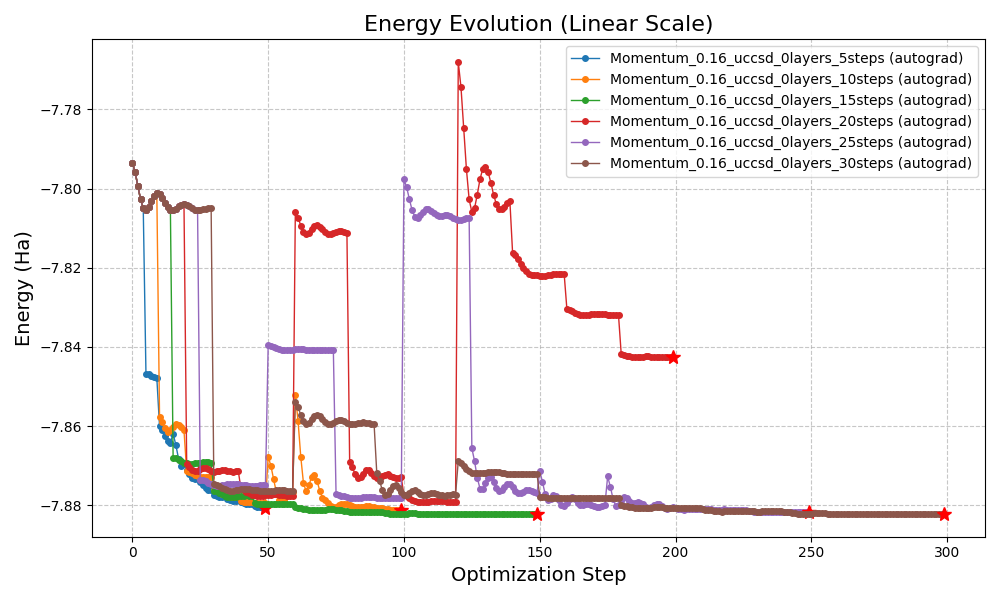 Energy Evolution (Linear Scale)
Momentum_0.16_uccsd_0layers_5steps (autograd)
Momentum_0.16_uccsd_0layers_10steps (autograd)
Momentum_0.16_uccsd_0layers_15steps (autograd)
Momentum_0.16_uccsd_0layers_20steps (autograd)
Momentum_0.16_uccsd_0layers_25steps (autograd)
Momentum_0.16_uccsd_0layers_30steps (autograd)
Energy (Ha)
−7.78
−7.80
−7.82
−7.84
−7.86
−7.88
0 50 100 150 200 250 300
Optimization Step